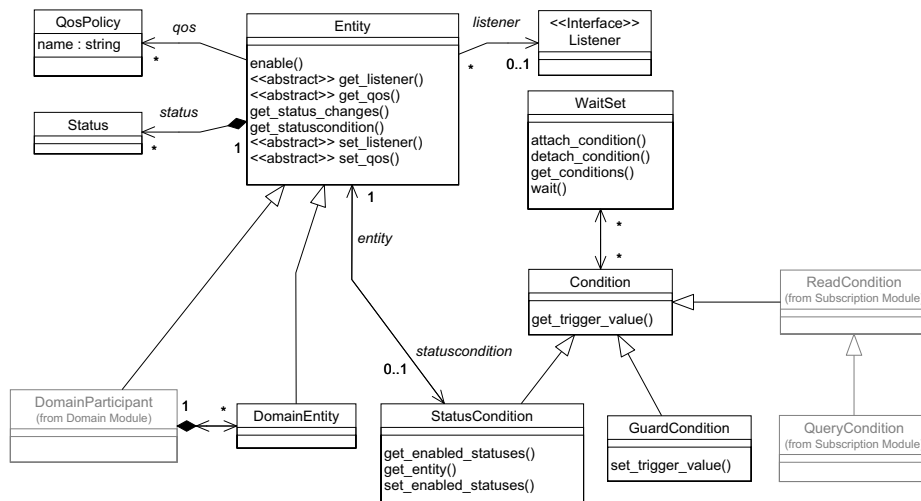 QosPolicy
name : string
qos
*
Entity
enable()
<<abstract>> get_listener()
<<abstract>> get_qos()
get_status_changes()
get_statuscondition()
<<abstract>> set_listener()
<<abstract>> set_qos()
listener
*
0..1
<<Interface>>
Listener
Status
status
*
1
WaitSet
attach_condition()
detach_condition()
get_conditions()
wait()
1
entity
*
*
Condition
get_trigger_value()
ReadCondition
(from Subscription Module)
statuscondition
0..1
DomainParticipant
(from Domain Module)
1
*
DomainEntity
StatusCondition
get_enabled_statuses()
get_entity()
set_enabled_statuses()
GuardCondition
set_trigger_value()
QueryCondition
(from Subscription Module)